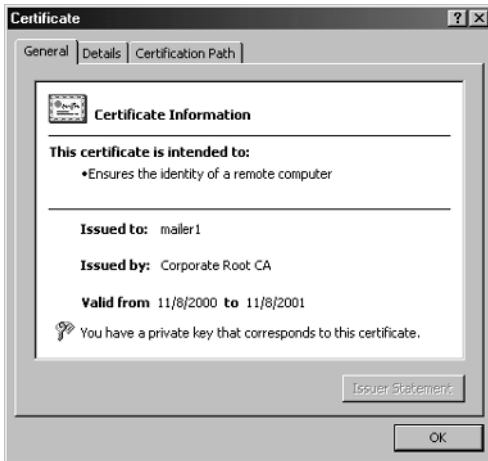 Certificate
General Details Certification Path
Certificate Information
This certificate is intended to:
•Ensures the identity of a remote computer
Issued to: mailer1
Issued by: Corporate Root CA
Valid from 11/8/2000 to 11/8/2001
You have a private key that corresponds to this certificate.
Issuer Statement
OK